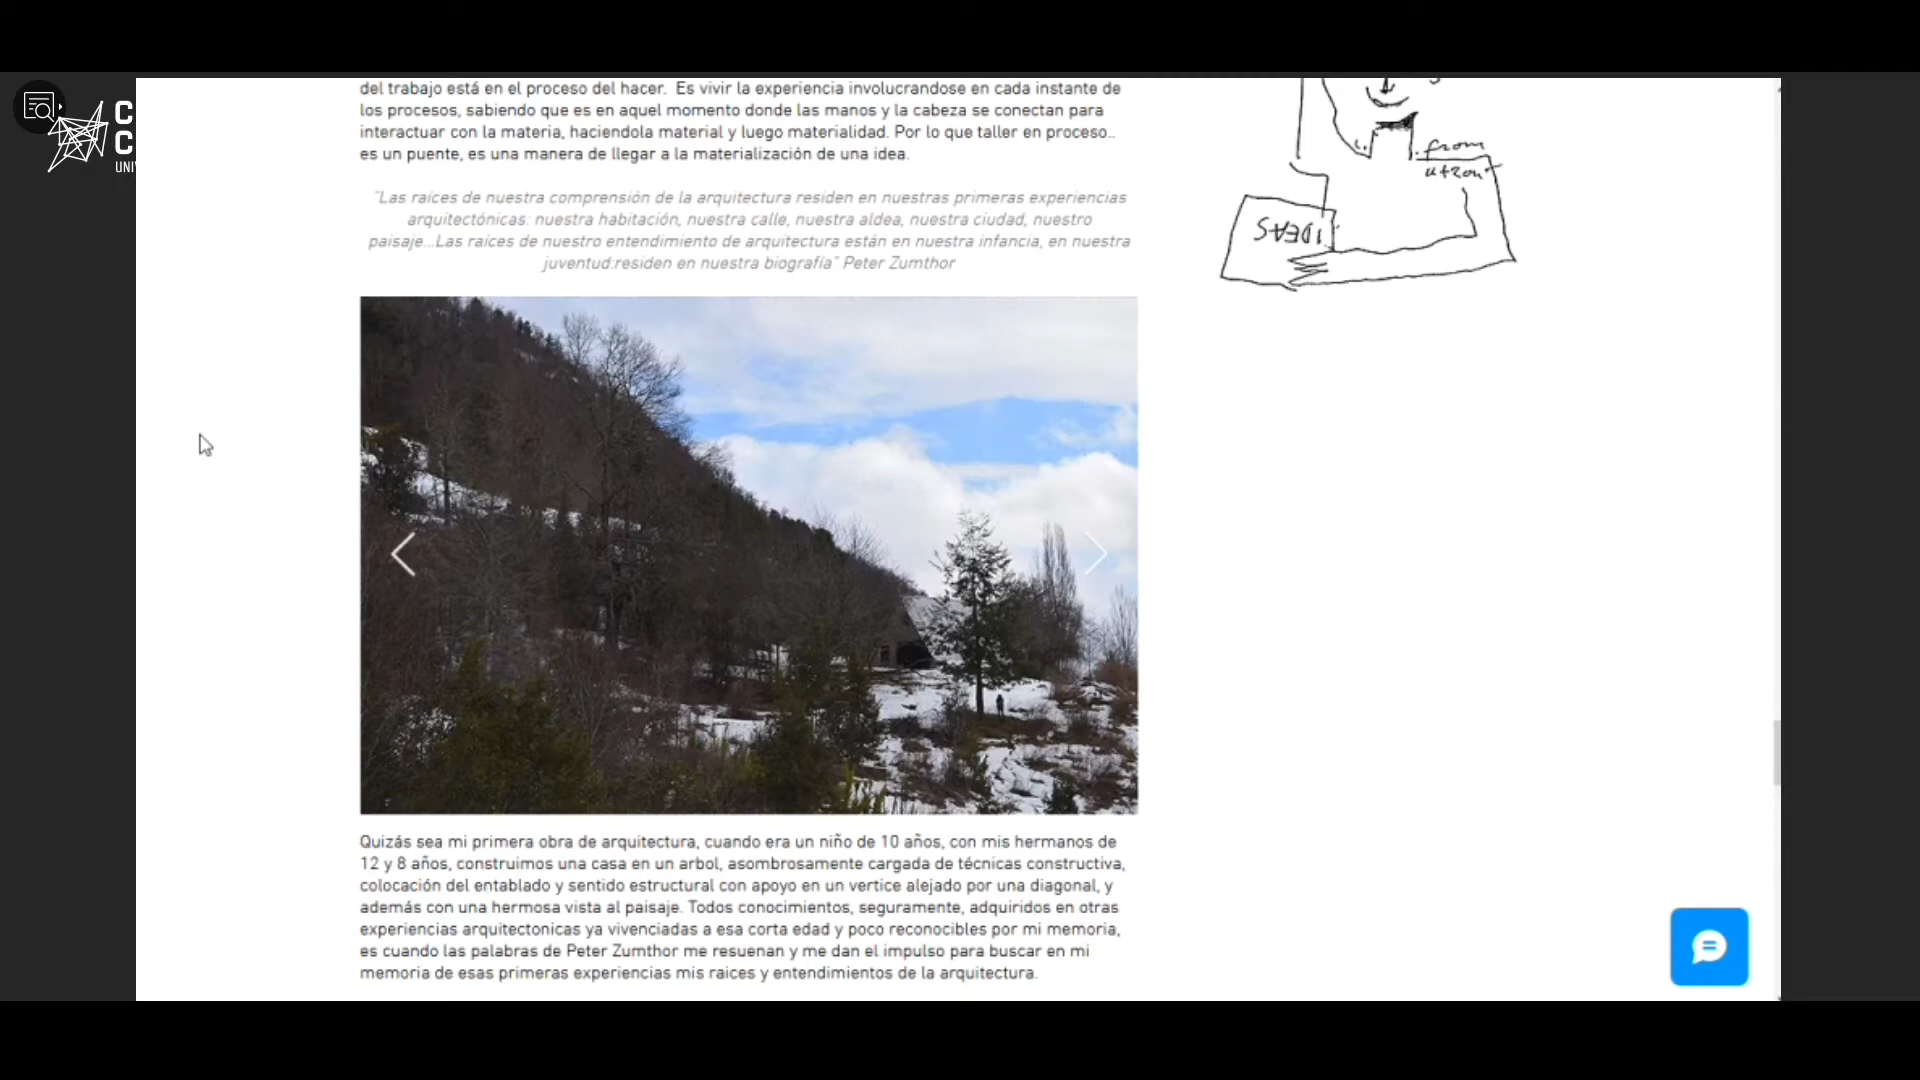 del trabajo está en el proceso del hacer. Es vivir la experiencia involucrandose en cada instante de
los procesos, sabiendo que es en aquel momento donde las manos y la cabeza se conectan para
interactuar con la materia, haciendola material y luego materialidad. Por lo que taller en proceso..
es un puente, es una manera de llegar a la materialización de una idea.
"Las raíces de nuestra comprensión de la arquitectura residen en nuestras primeras experiencias
arquitectónicas: nuestra habitación, nuestra calle, nuestra aldea, nuestra ciudad, nuestro
paisaje...Las raíces de nuestro entendimiento de arquitectura están en nuestra infancia, en nuestra
juventud:residen en nuestra biografía" Peter Zumthor
Quizás sea mi primera obra de arquitectura, cuando era un niño de 10 años, con mis hermanos de
12 y 8 años, construimos una casa en un arbol, asombrosamente cargada de técnicas constructiva,
colocación del entablado y sentido estructural con apoyo en un vertice alejado por una diagonal, y
además con una hermosa vista al paisaje. Todos conocimientos, seguramente, adquiridos en otras
experiencias arquitectonicas ya vivenciadas a esa corta edad y poco reconocibles por mi memoria,
es cuando las palabras de Peter Zumthor me resuenan y me dan el impulso para buscar en mi
memoria de esas primeras experiencias mis raices y entendimientos de la arquitectura.
from
utzon
IDEAS
C
C
UNI